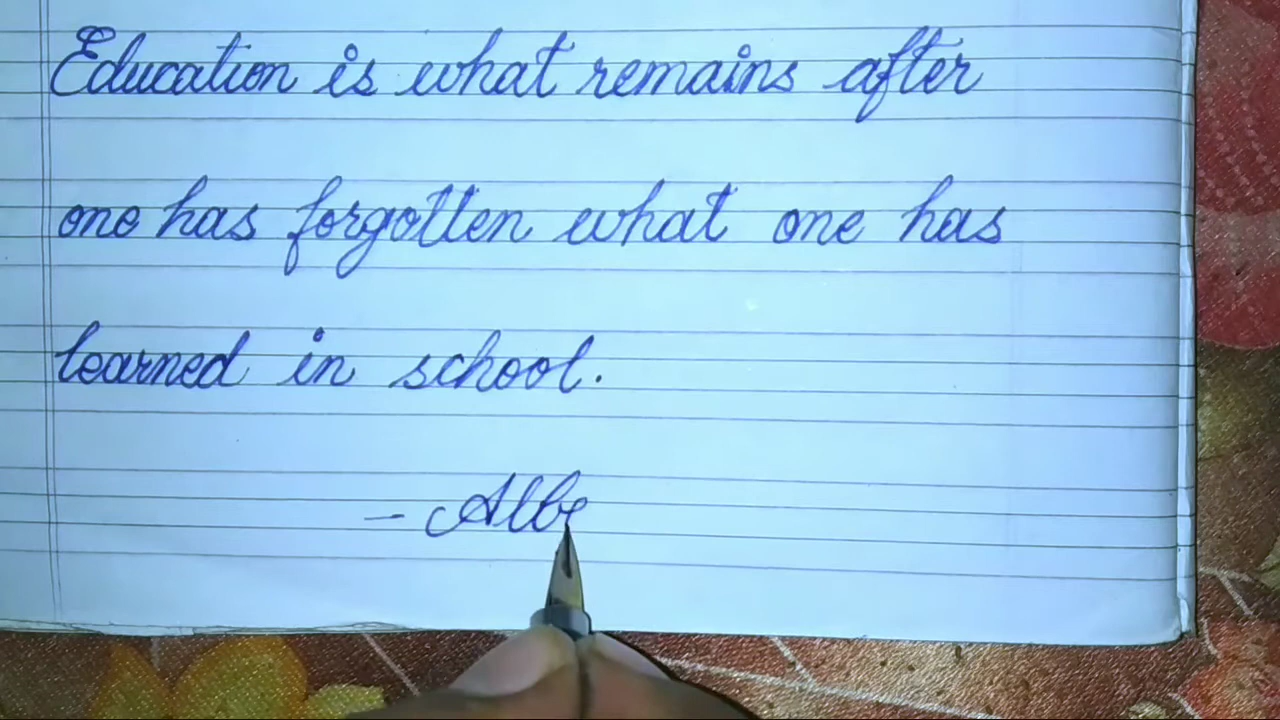 Education is what remains after
one has forgotten what one has
learned in school.
- Albe